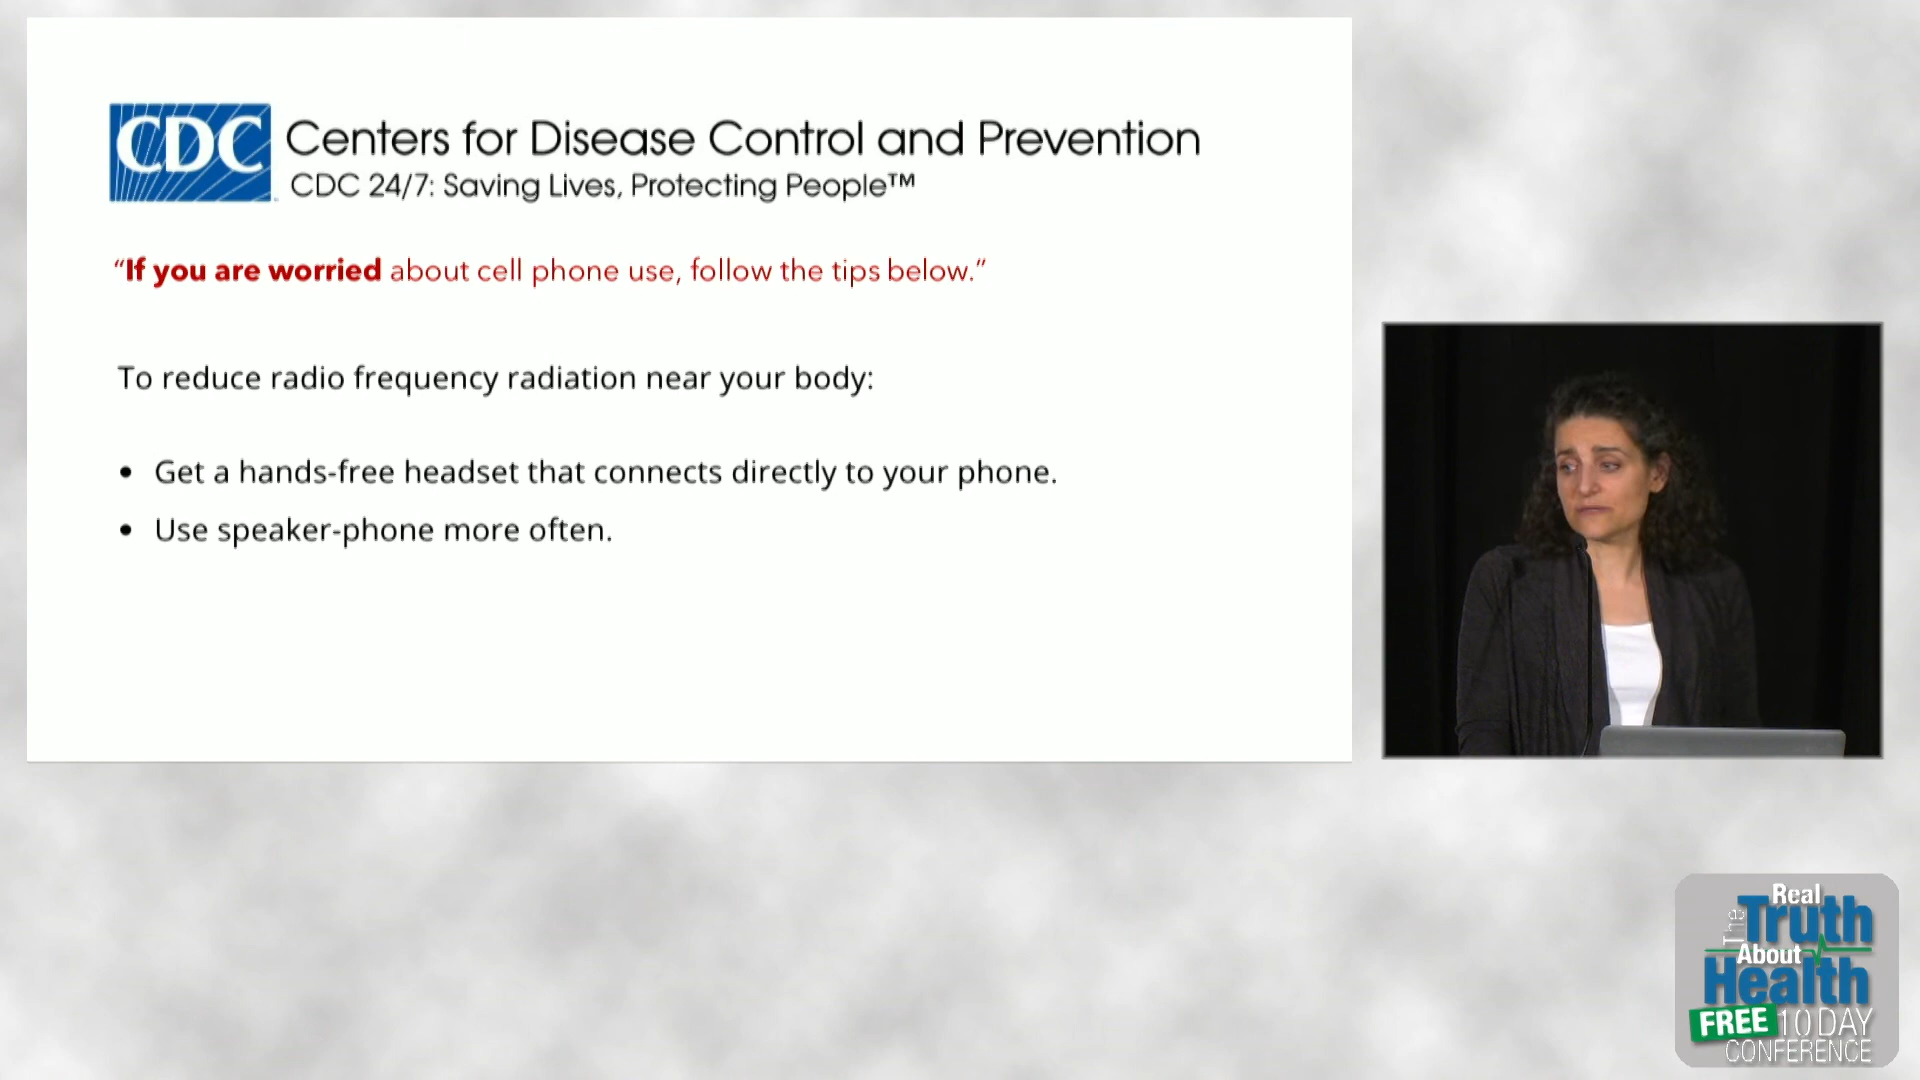 CDC Centers for Disease Control and Prevention
CDC 24/7: Saving Lives, Protecting People™
“If you are worried about cell phone use, follow the tips below.”
To reduce radio frequency radiation near your body:
• Get a hands-free headset that connects directly to your phone.
• Use speaker-phone more often.
The Real
Truth
About
Health
FREE 10 DAY
CONFERENCE